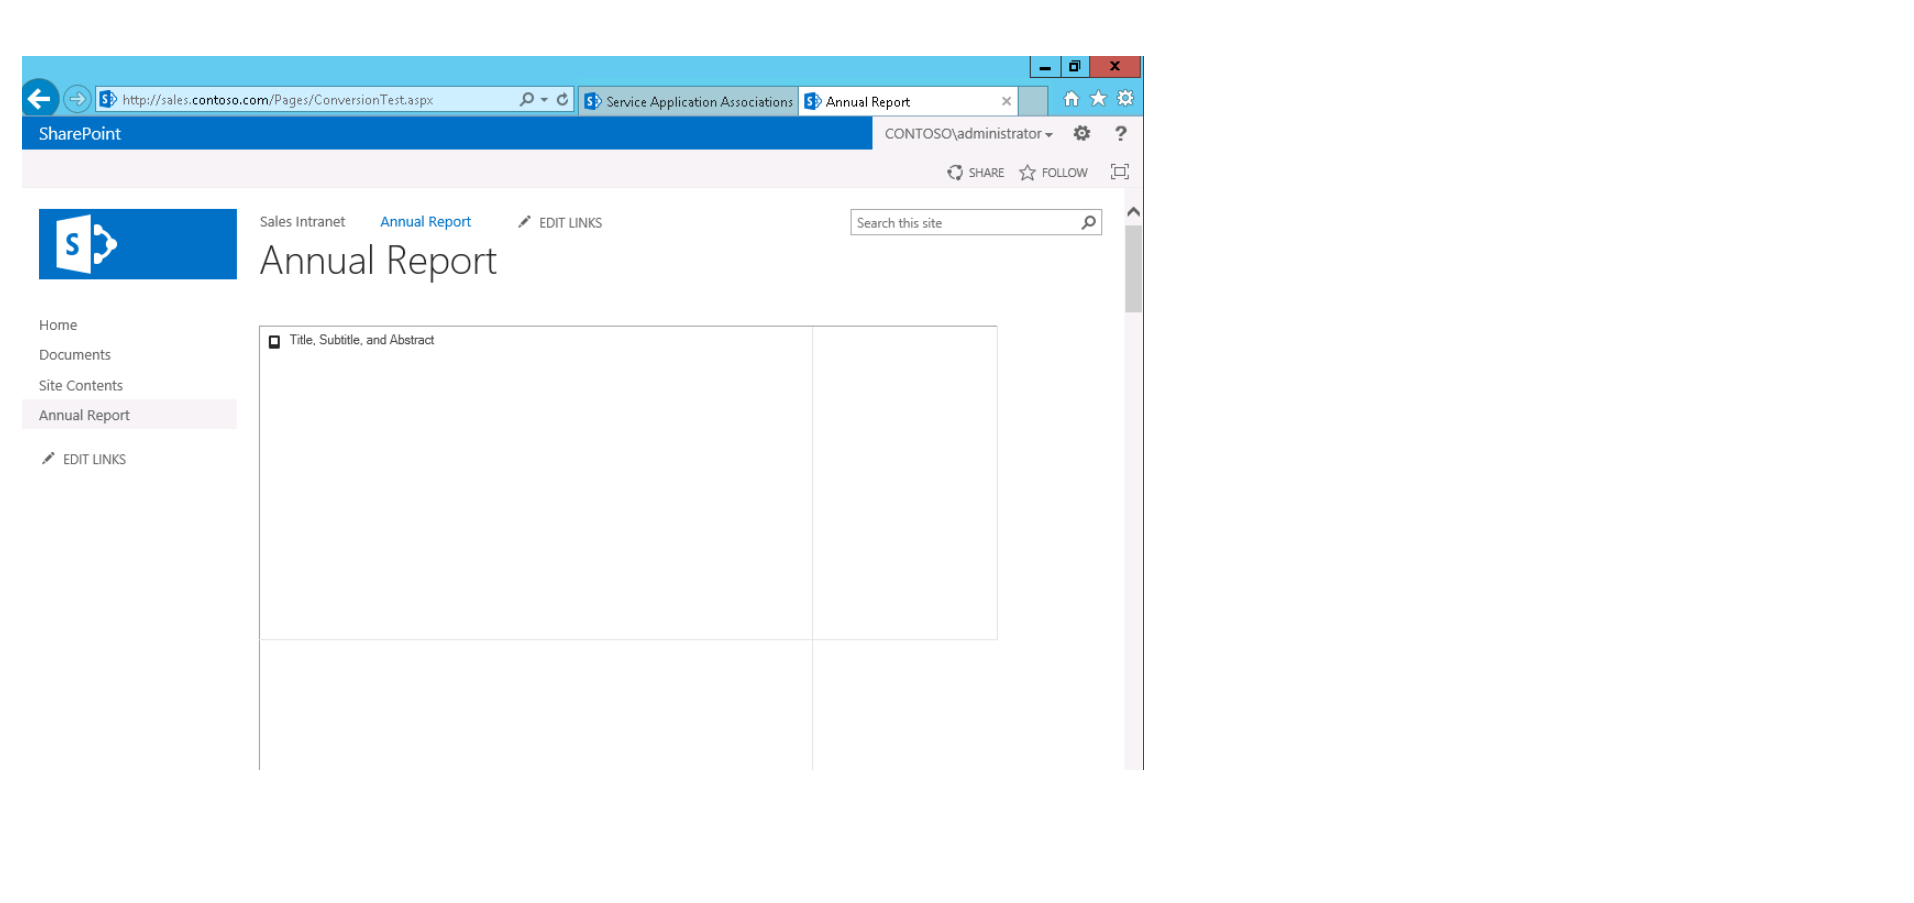 http://sales.contoso.com/Pages/ConversionTest.aspx
Service Application Associations
Annual Report
SharePoint
CONTOSO\administrator
?
SHARE
FOLLOW
S
Sales Intranet
Annual Report
EDIT LINKS
Search this site
Annual Report
Home
Documents
Site Contents
Annual Report
EDIT LINKS
Title, Subtitle, and Abstract